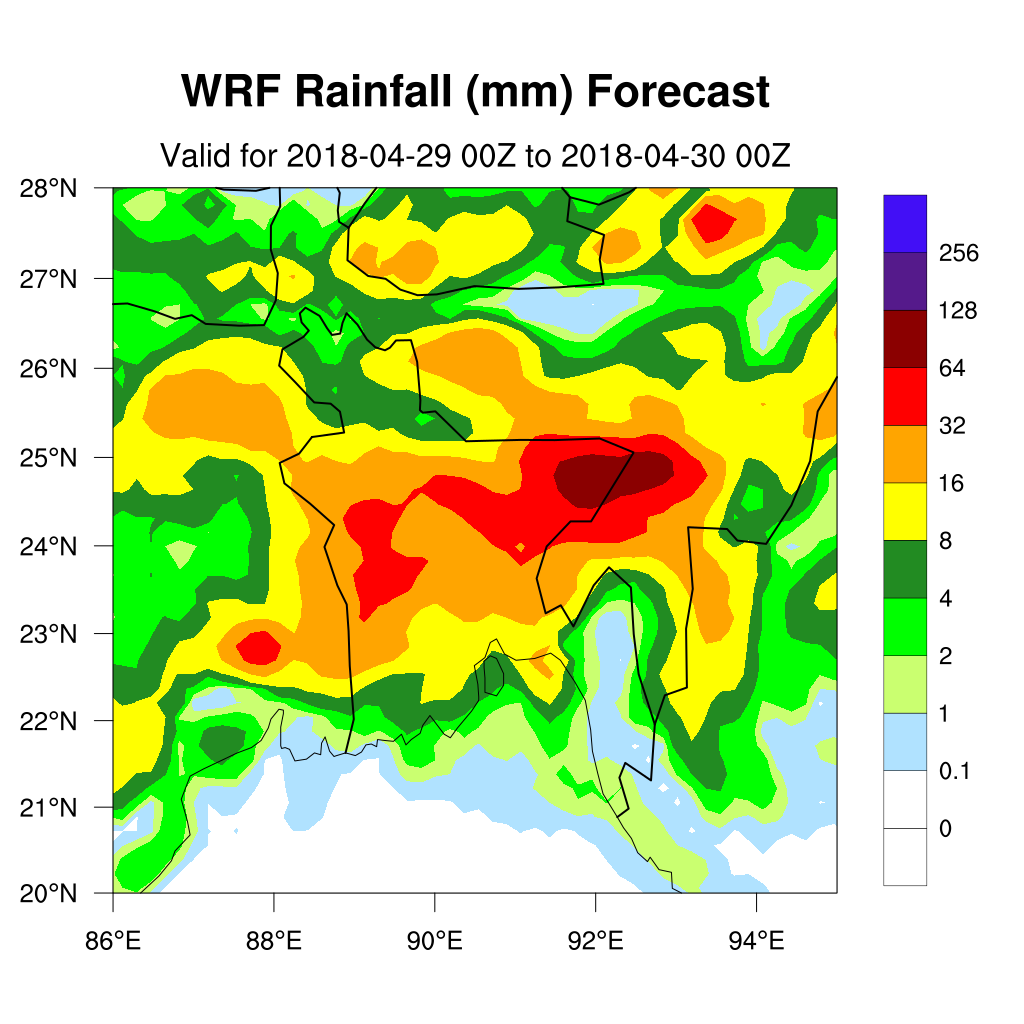 WRF Rainfall (mm) Forecast
Valid for 2018-04-29 00Z to 2018-04-30 00Z
28°N
27°N
26°N
25°N
24°N
23°N
22°N
21°N
20°N
86°E
88°E
90°E
92°E
94°E
256
128
64
32
16
8
4
2
1
0.1
0